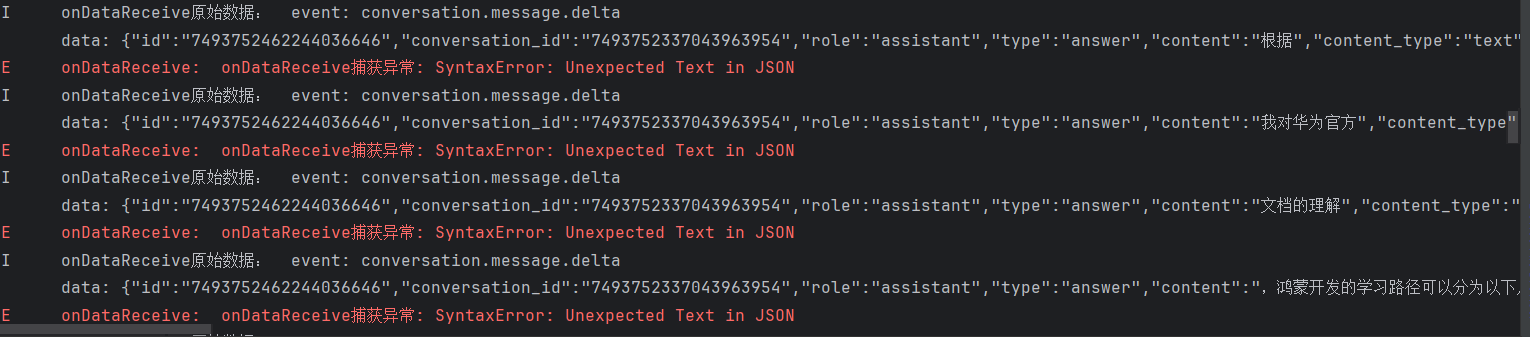 I onDataReceive原始数据： event: conversation.message.delta
data: {"id":"7493752462244036646","conversation_id":"7493752337043963954","role":"assistant","type":"answer","content":"根据","content_type":"text"
E onDataReceive: onDataReceive捕获异常: SyntaxError: Unexpected Text in JSON
I onDataReceive原始数据： event: conversation.message.delta
data: {"id":"7493752462244036646","conversation_id":"7493752337043963954","role":"assistant","type":"answer","content":"我对华为官方","content_type"
E onDataReceive: onDataReceive捕获异常: SyntaxError: Unexpected Text in JSON
I onDataReceive原始数据： event: conversation.message.delta
data: {"id":"7493752462244036646","conversation_id":"7493752337043963954","role":"assistant","type":"answer","content":"文档的理解","content_type":"
E onDataReceive: onDataReceive捕获异常: SyntaxError: Unexpected Text in JSON
I onDataReceive原始数据： event: conversation.message.delta
data: {"id":"7493752462244036646","conversation_id":"7493752337043963954","role":"assistant","type":"answer","content":"，鸿蒙开发的学习路径可以分为以下
E onDataReceive: onDataReceive捕获异常: SyntaxError: Unexpected Text in JSON